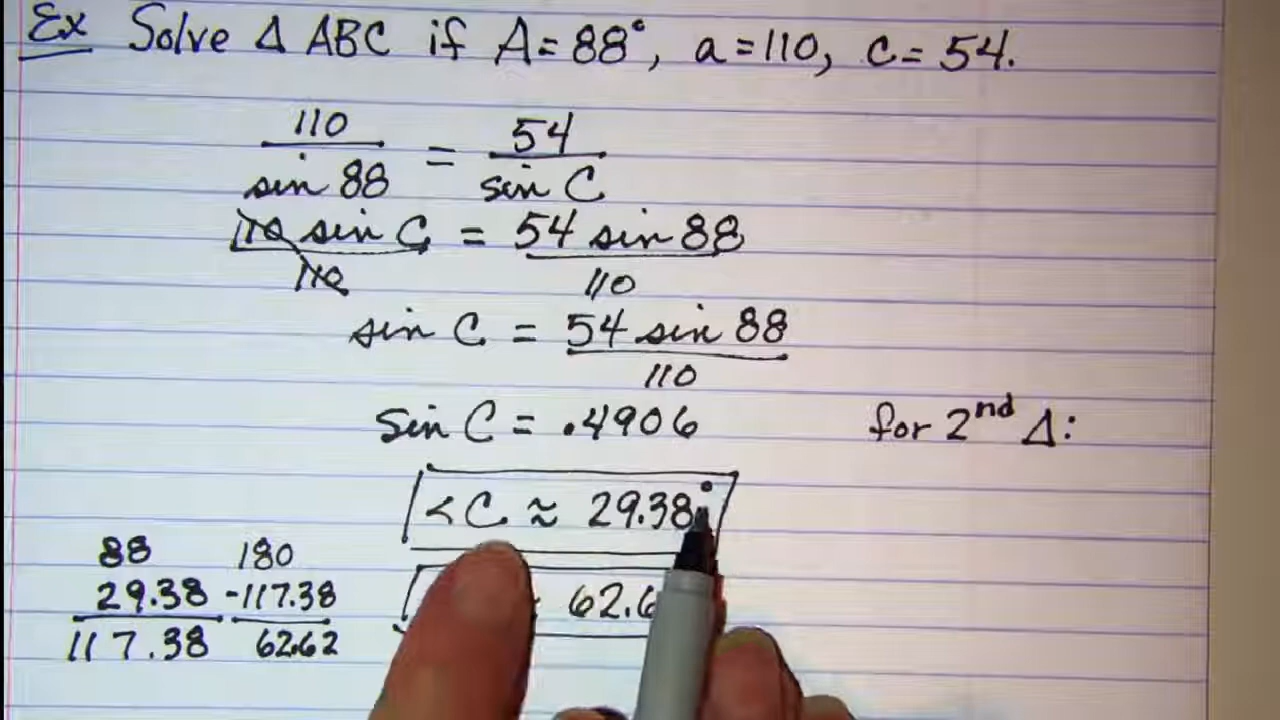 Ex Solve Δ ABC if A = 88°, a = 110, c = 54.
110 / sin 88 = 54 / sin C
110 sin C / 110 = 54 sin 88 / 110
sin C = 54 sin 88 / 110
sin C = .4906
for 2nd Δ:
<C ≈ 29.38°
62.6
88
29.38
117.38
180
-117.38
62.62